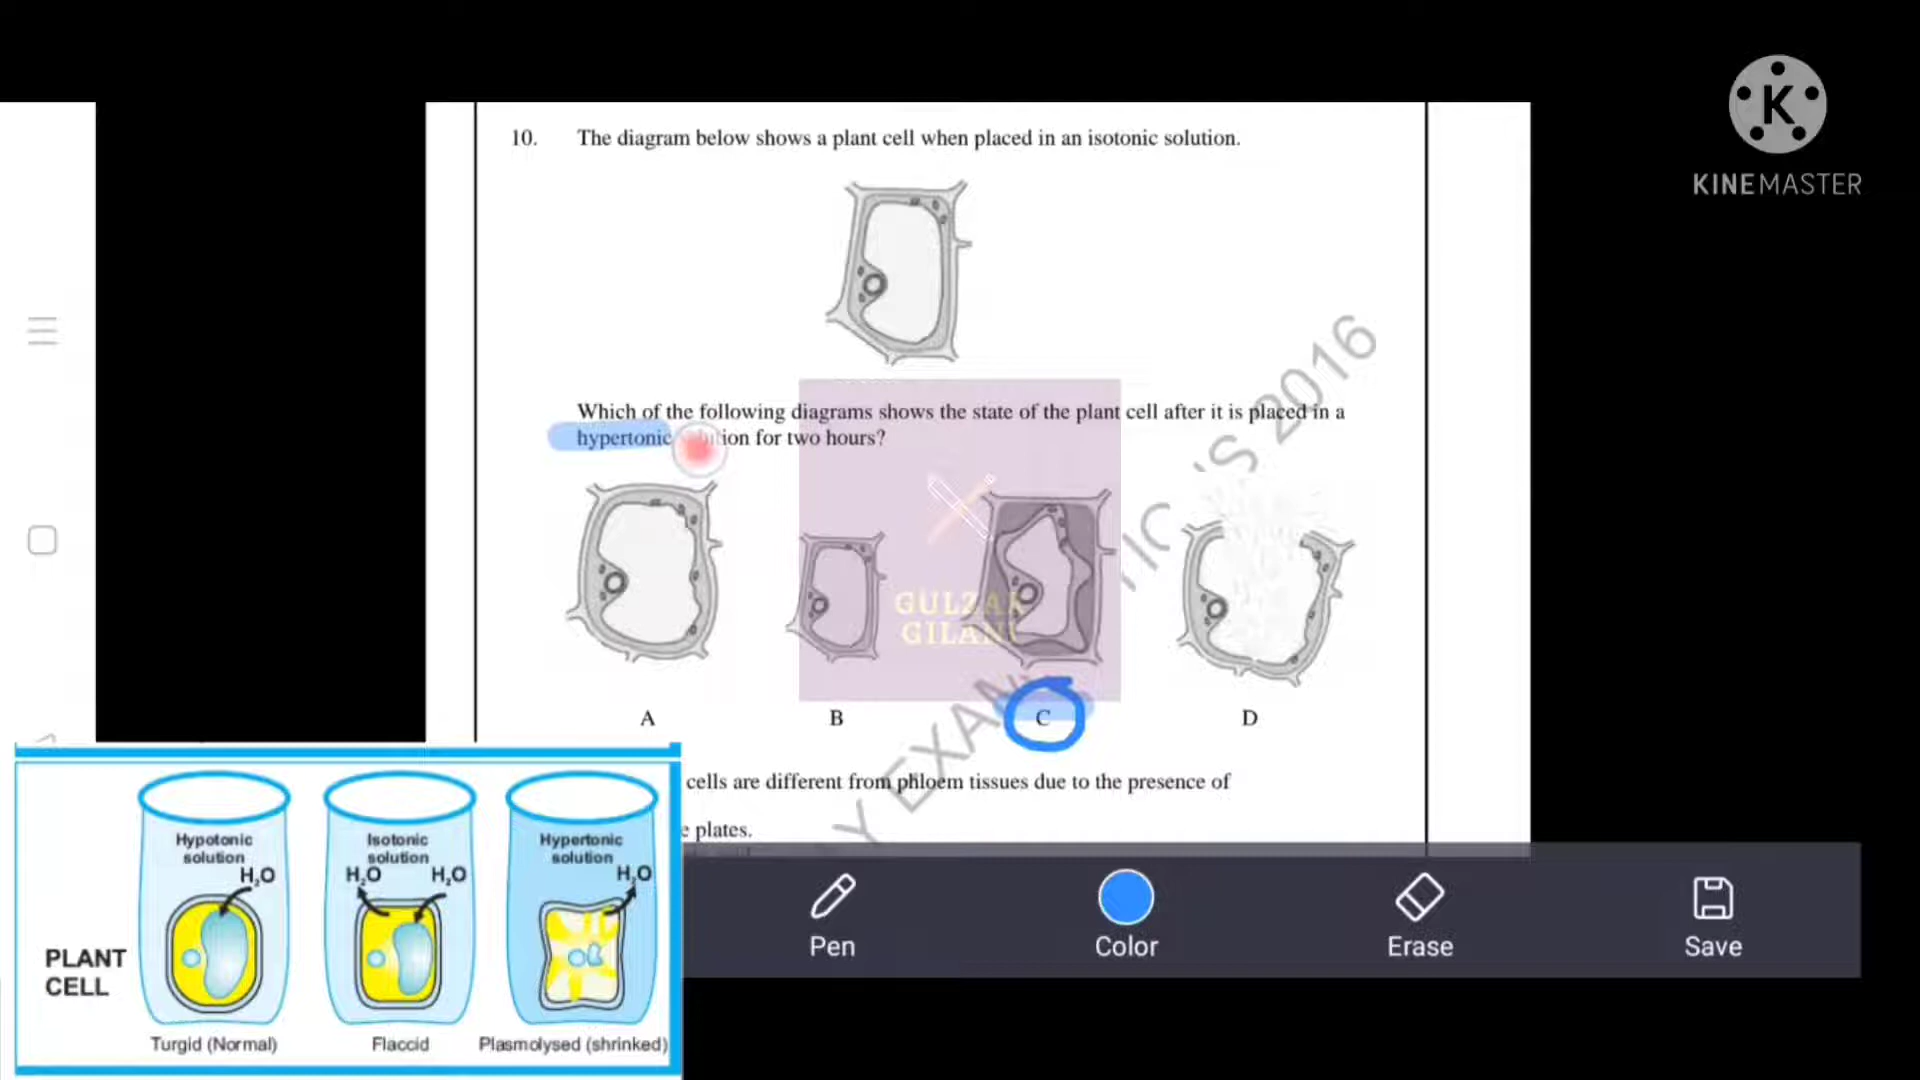 KINEMASTER
10. The diagram below shows a plant cell when placed in an isotonic solution.
Which of the following diagrams shows the state of the plant cell after it is placed in a
hypertonic solution for two hours?
GULZAR
GILANI
A B C D
'S 2016
cells are different from phloem tissues due to the presence of
plates.
Hypotonic
solution
H₂O
Isotonic
solution
H₂O H₂O
Hypertonic
solution
H₂O
PLANT
CELL
Turgid (Normal) Flaccid Plasmolysed (shrinked)
Pen Color Erase Save